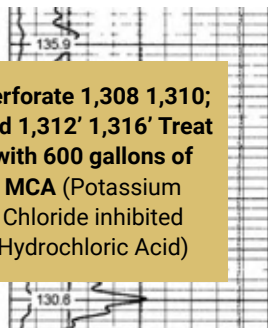 135.9
erforate 1,308 1,310;
d 1,312’ 1,316’ Treat
with 600 gallons of
MCA (Potassium
Chloride inhibited
Hydrochloric Acid)
130.6